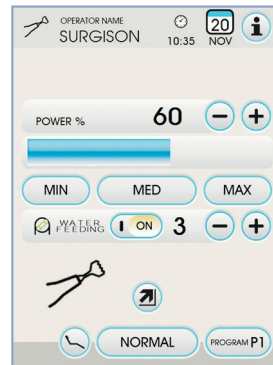 OPERATOR NAME
SURGISON
10:35
20
NOV
i
POWER %
60
MIN
MED
MAX
WATER
FEEDING
I ON
3
NORMAL
PROGRAM P1